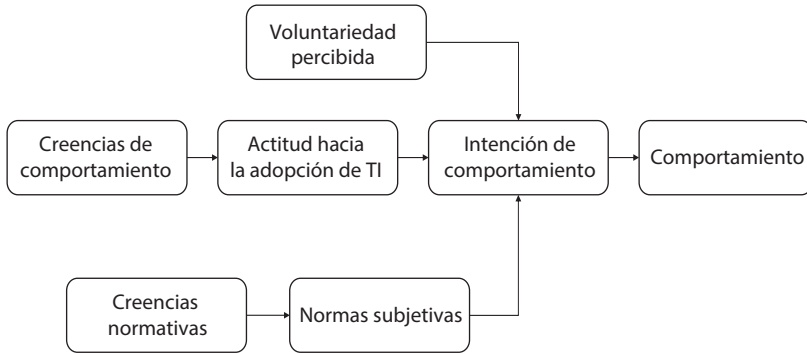 Voluntariedad
percibida
Creencias de
comportamiento
Actitud hacia
la adopción de TI
Intención de
comportamiento
Comportamiento
Creencias
normativas
Normas subjetivas